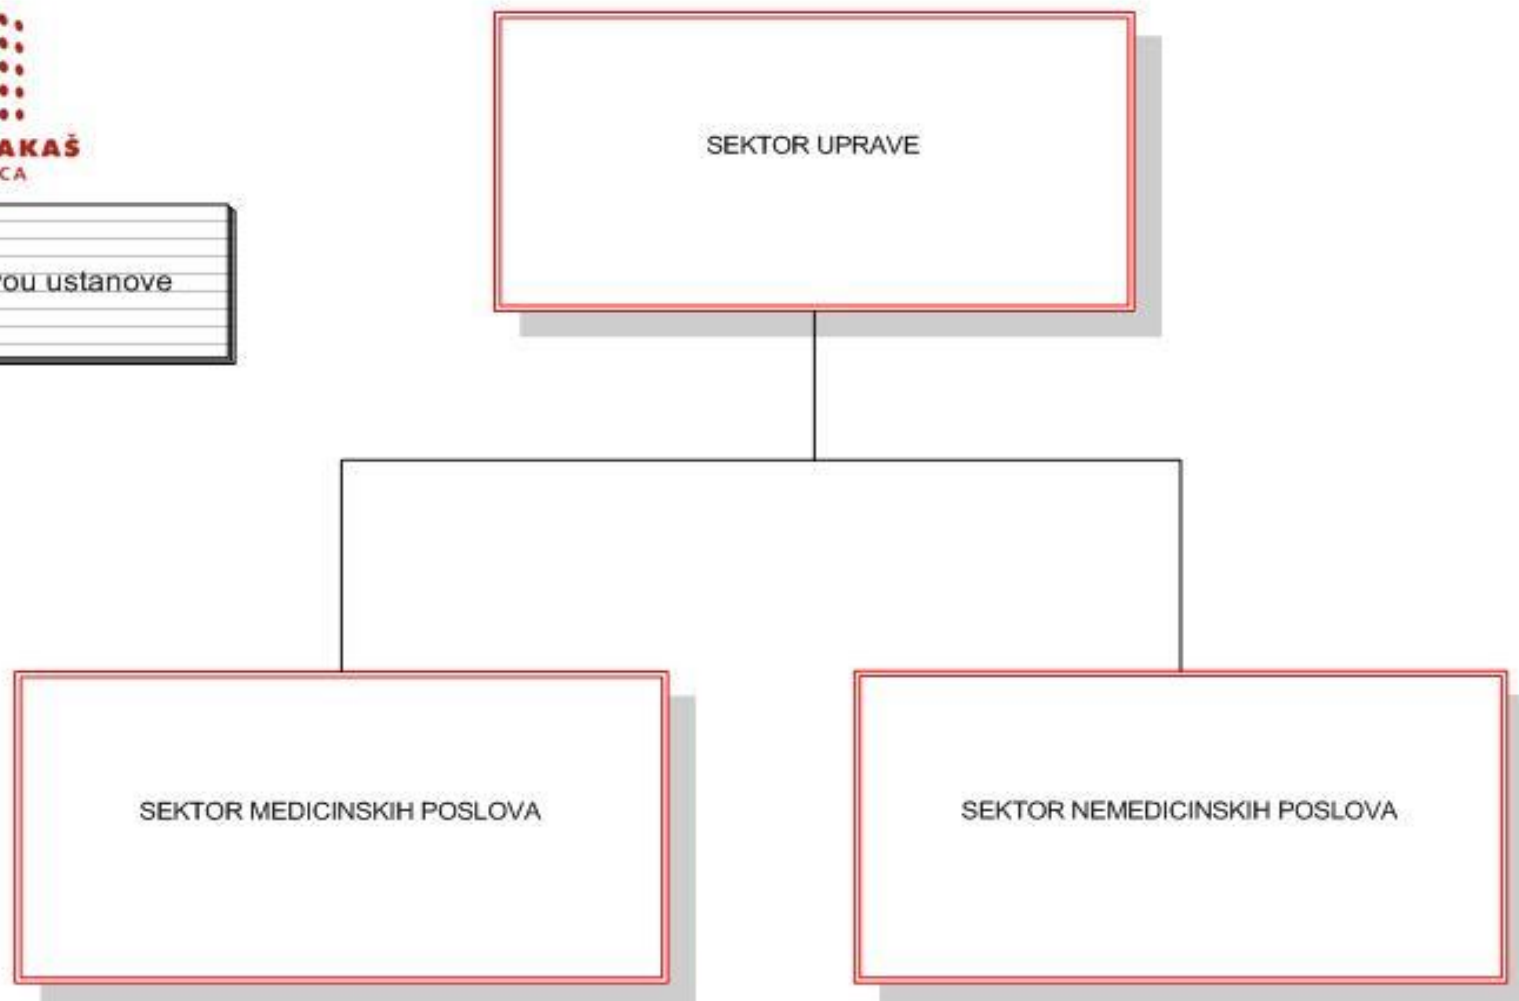 SEKTOR UPRAVE
AKAŠ
CA
ou ustanove
SEKTOR MEDICINSKIH POSLOVA
SEKTOR NEMEDICINSKIH POSLOVA